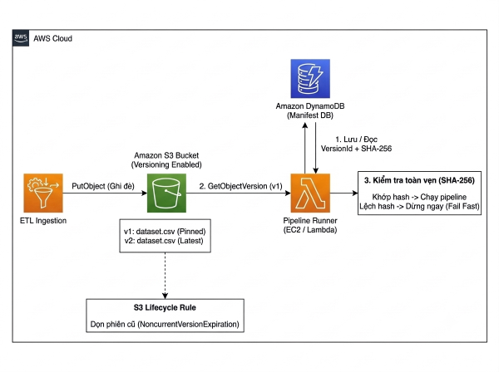 aws
AWS Cloud
Amazon DynamoDB
(Manifest DB)
1. Lưu / Đọc
VersionId + SHA-256
Amazon S3 Bucket
(Versioning Enabled)
PutObject (Ghi đè)
2. GetObjectVersion (v1)
3. Kiểm tra toàn vẹn (SHA-256)
Khớp hash -> Chạy pipeline
Lệch hash -> Dừng ngay (Fail Fast)
ETL Ingestion
Pipeline Runner
(EC2 / Lambda)
v1: dataset.csv (Pinned)
v2: dataset.csv (Latest)
S3 Lifecycle Rule
Dọn phiên cũ (NoncurrentVersionExpiration)